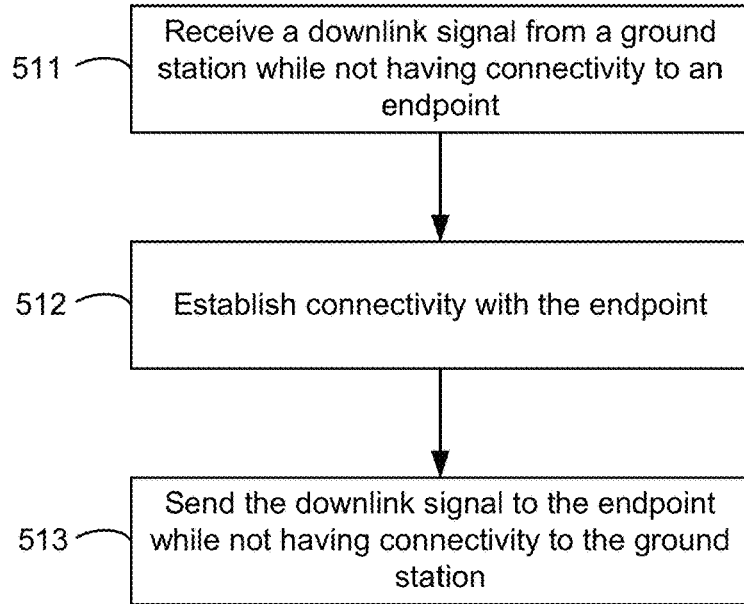 511
Receive a downlink signal from a ground
station while not having connectivity to an
endpoint
512
Establish connectivity with the endpoint
513
Send the downlink signal to the endpoint
while not having connectivity to the ground
station